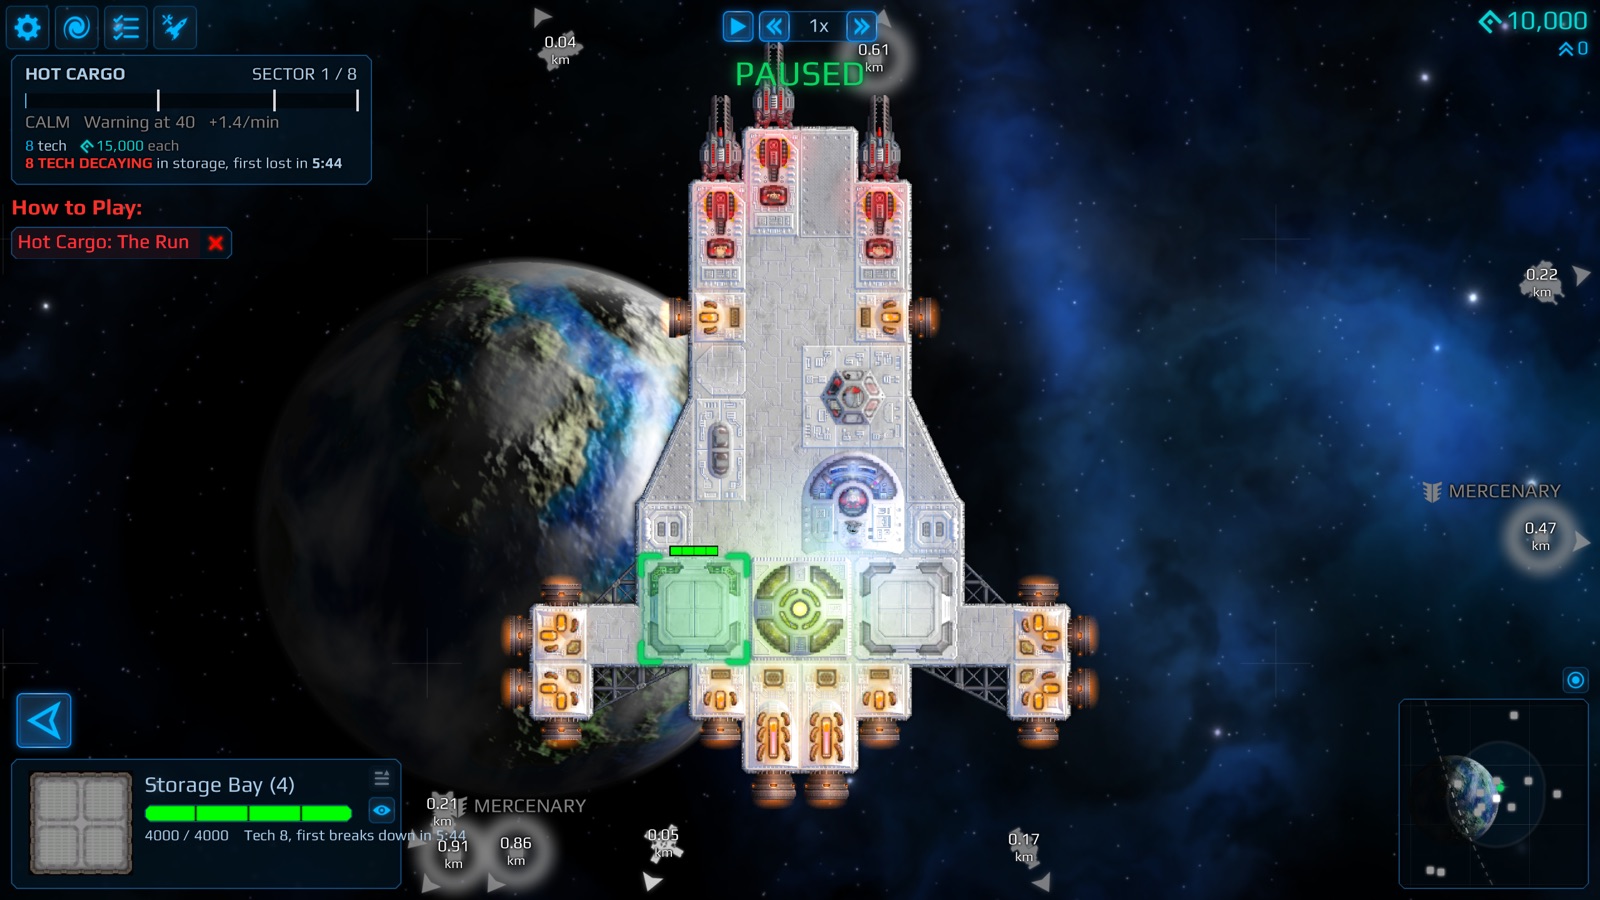 1x
10,000
0
PAUSED
HOT CARGO SECTOR 1 / 8
CALM Warning at 40 +1.4/min
8 tech 15,000 each
8 TECH DECAYING in storage, first lost in 5:44
How to Play:
Hot Cargo: The Run
0.04
km
0.61
km
0.22
km
MERCENARY
0.47
km
Storage Bay (4)
4000 / 4000 Tech 8, first breaks down in 5:44
0.21
km
MERCENARY
0.91
km
0.86
km
0.05
km
0.17
km